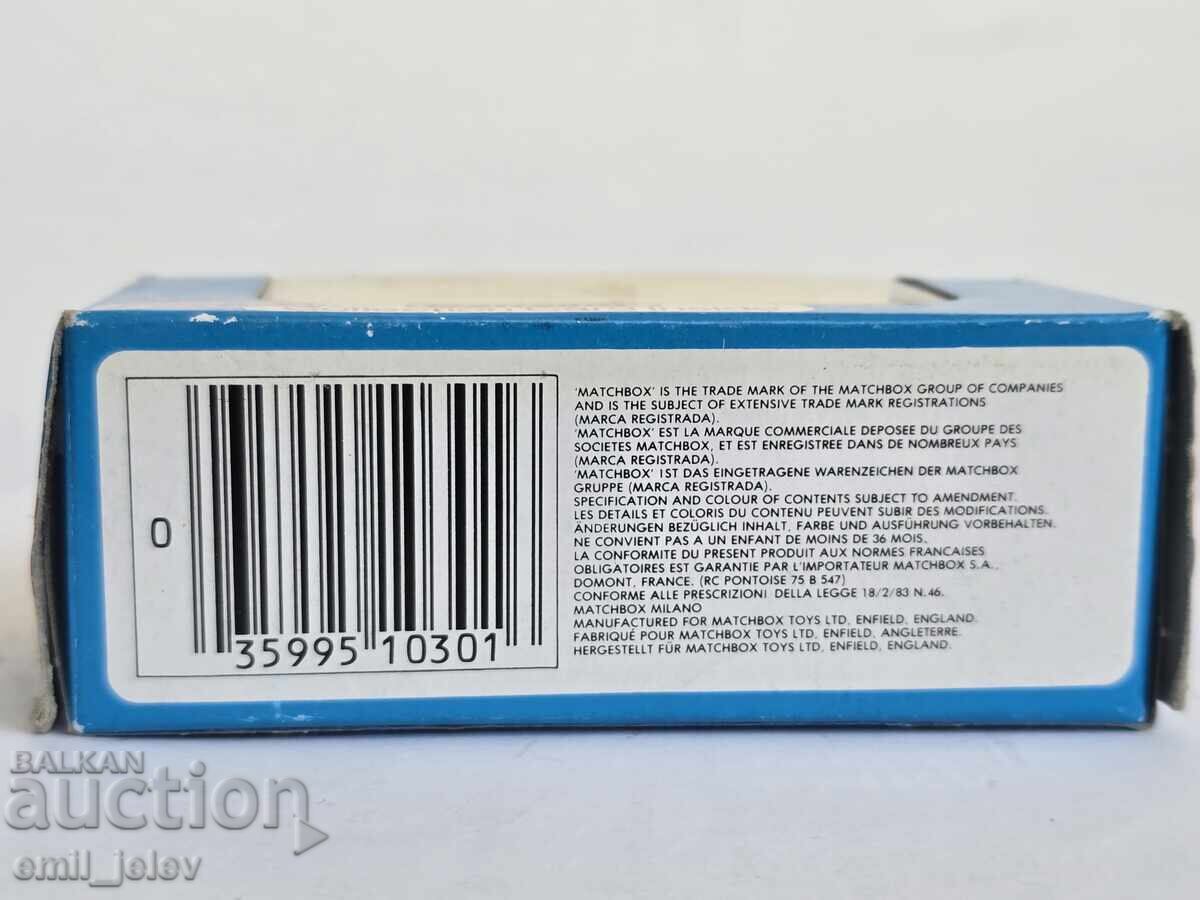 'MATCHBOX' IS THE TRADE MARK OF THE MATCHBOX GROUP OF COMPANIES
AND IS THE SUBJECT OF EXTENSIVE TRADE MARK REGISTRATIONS
(MARCA REGISTRADA).
'MATCHBOX' EST LA MARQUE COMMERCIALE DEPOSEE DU GROUPE DES
SOCIETES MATCHBOX, ET EST ENREGISTREE DANS DE NOMBREUX PAYS
(MARCA REGISTRADA).
'MATCHBOX' IST DAS EINGETRAGENE WARENZEICHEN DER MATCHBOX
GRUPPE (MARCA REGISTRADA).
SPECIFICATION AND COLOUR OF CONTENTS SUBJECT TO AMENDMENT.
LES DETAILS ET COLORIS DU CONTENU PEUVENT SUBIR DES MODIFICATIONS.
ÄNDERUNGEN BEZÜGLICH INHALT, FARBE UND AUSFÜHRUNG VORBEHALTEN.
NE CONVIENT PAS A UN ENFANT DE MOINS DE 36 MOIS.
LA CONFORMITE DU PRESENT PRODUIT AUX NORMES FRANCAISES
OBLIGATOIRES EST GARANTIE PAR L'IMPORTATEUR MATCHBOX S.A.,
DOMONT, FRANCE. (RC PONTOISE 75 B 547)
CONFORME ALLE PRESCRIZIONI DELLA LEGGE 18/2/83 N.46.
MATCHBOX MILANO
MANUFACTURED FOR MATCHBOX TOYS LTD, ENFIELD, ENGLAND.
FABRIQUÉ POUR MATCHBOX TOYS LTD, ENFIELD, ANGLETERRE.
HERGESTELLT FÜR MATCHBOX TOYS LTD, ENFIELD, ENGLAND.
0 35995 10301
BALKAN
auction
emil_jelev